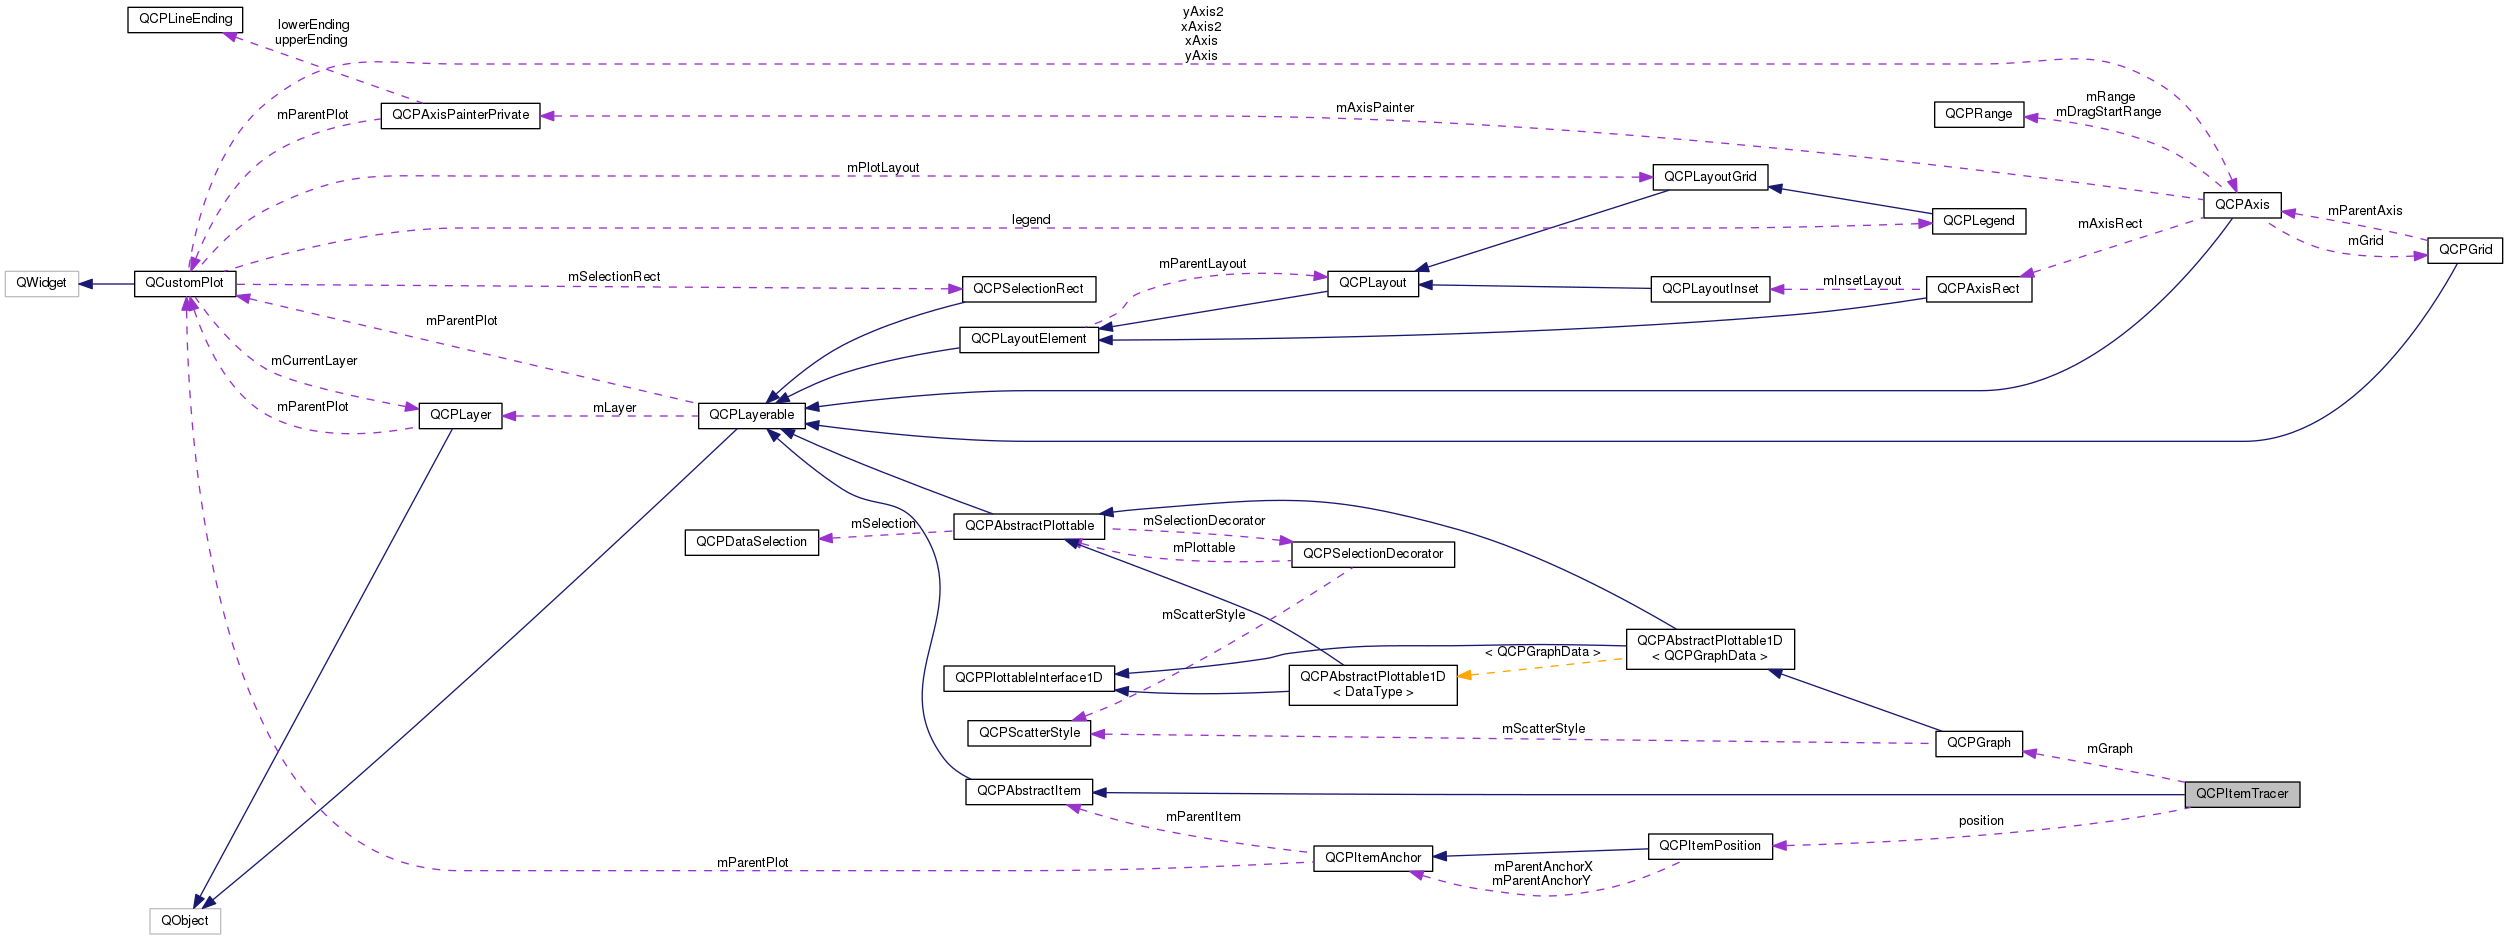 yAxis2
xAxis2
xAxis
yAxis
QCPLineEnding
lowerEnding
upperEnding
QCPAxisPainterPrivate
mParentPlot
mAxisPainter
mRange
mDragStartRange
QCPRange
mPlotLayout
QCPLayoutGrid
QCPAxis
legend
QCPLegend
mAxisRect
mParentAxis
mGrid
QCPGrid
QWidget
QCustomPlot
mSelectionRect
QCPSelectionRect
mParentLayout
QCPLayout
QCPLayoutInset
mInsetLayout
QCPAxisRect
mParentPlot
QCPLayoutElement
mCurrentLayer
mParentPlot
QCPLayer
mLayer
QCPLayerable
mSelection
QCPDataSelection
QCPAbstractPlottable
mSelectionDecorator
mPlottable
QCPSelectionDecorator
mScatterStyle
QCPAbstractPlottable1D
< QCPGraphData >
< QCPGraphData >
QCPPlottableInterface1D
QCPAbstractPlottable1D
< DataType >
QCPScatterStyle
mScatterStyle
QCPGraph
mGraph
QCPAbstractItem
QCPItemTracer
mParentItem
position
QCPItemPosition
mParentPlot
QCPItemAnchor
mParentAnchorX
mParentAnchorY
QObject